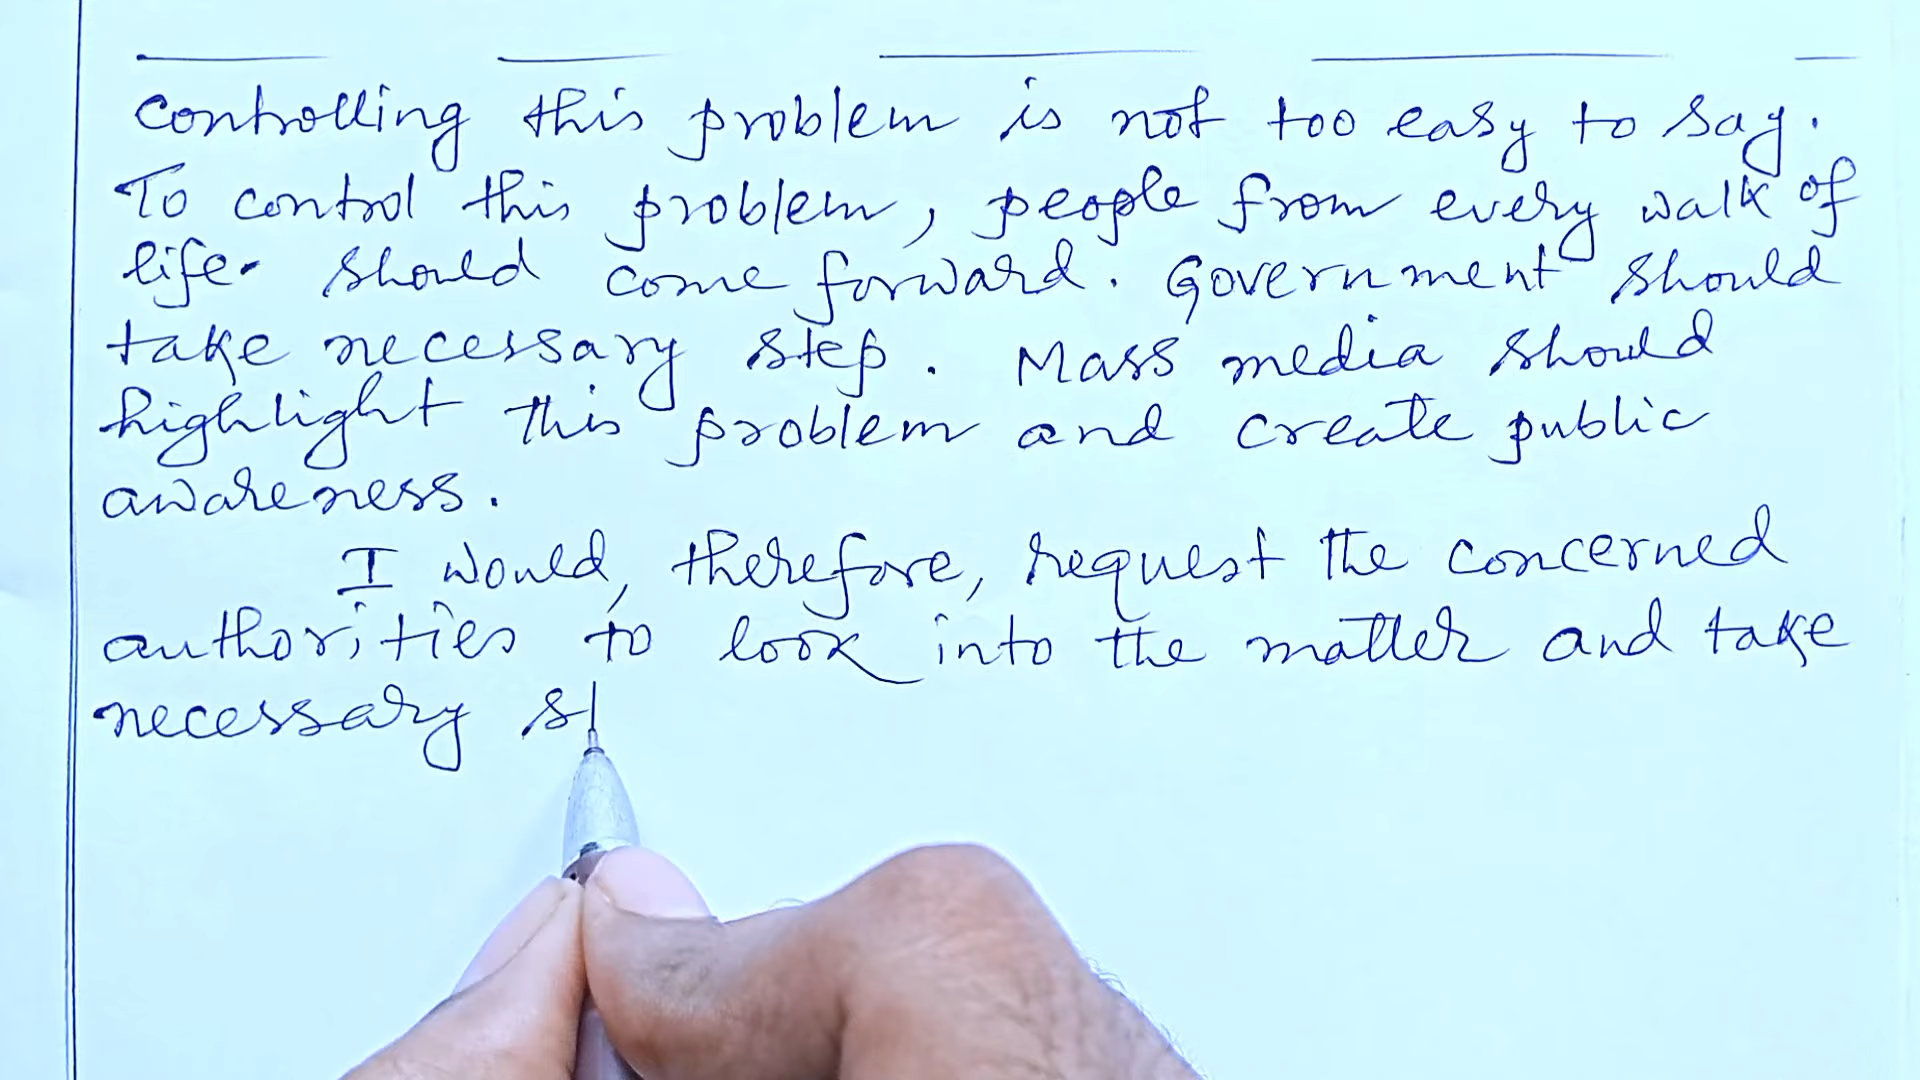 controlling this problem is not too easy to say.
To control this problem, people from every walk of
life. should come forward. Government should
take necessary step. Mass media should
highlight this problem and create public
awareness.
I would, therefore, request the concerned
authorities to look into the matter and take
necessary